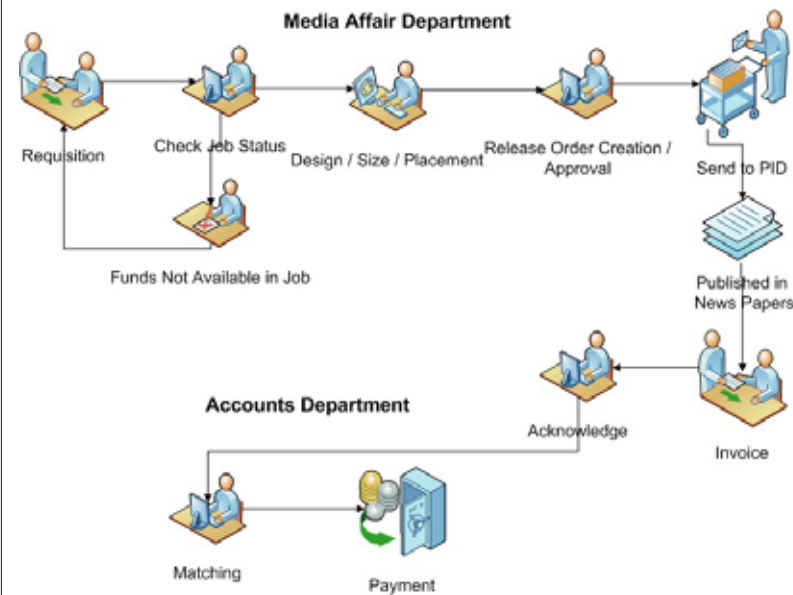 Media Affair Department
Requisition
Check Job Status
Design / Size / Placement
Release Order Creation /
Approval
Send to PID
Funds Not Available in Job
Published in
News Papers
Accounts Department
Acknowledge
Invoice
Matching
Payment